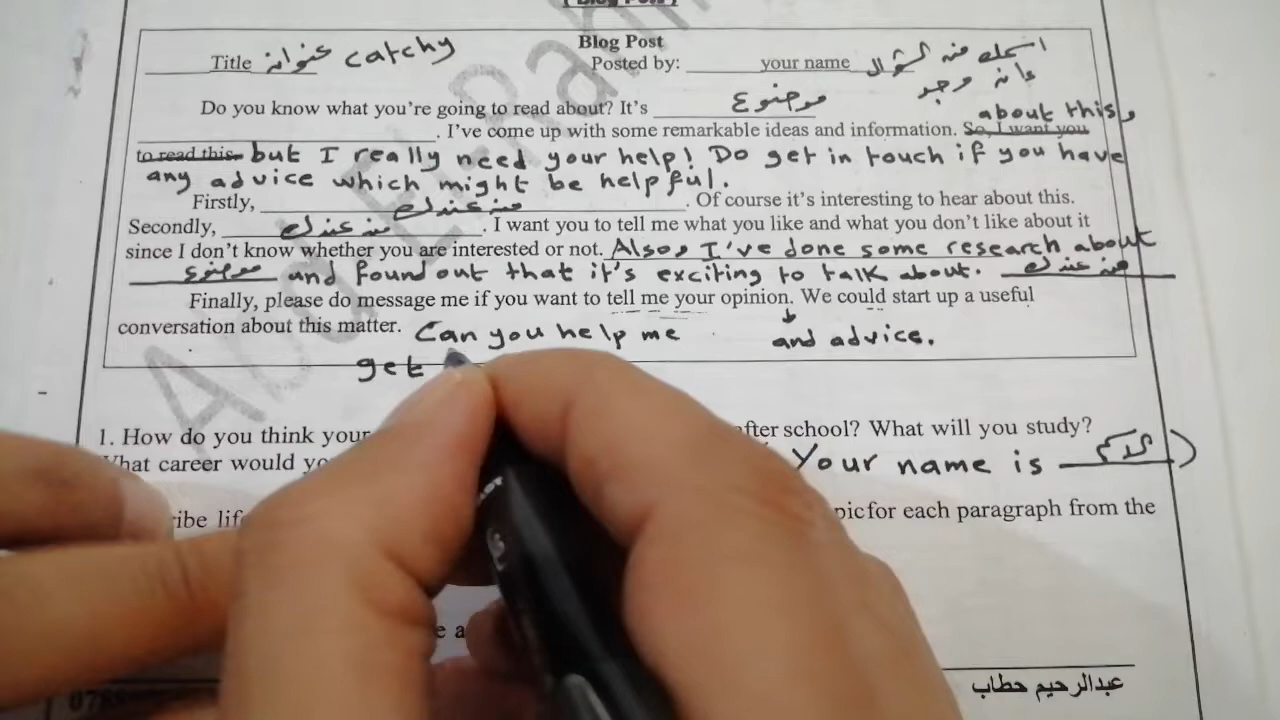 ( Blog Post )
Blog Post
Title عنوانه catchy
Posted by: your name اسمك منه السؤال
وانه وجد
Do you know what you're going to read about? It's موضوع
about this,
. I've come up with some remarkable ideas and information. So, I want you
to read this. but I really need your help! Do get in touch if you have
any advice which might be helpful.
Firstly, منه عندك . Of course it's interesting to hear about this.
Secondly, منه عندك . I want you to tell me what you like and what you don't like about it
since I don't know whether you are interested or not. Also, I've done some research about
موضوع and found out that it's exciting to talk about. منه عندك
Finally, please do message me if you want to tell me your opinion. We could start up a useful
conversation about this matter. Can you help me and advice.
get
1. How do you think your after school? What will you study?
What career would yo Your name is
ribe life pic for each paragraph from the
e a
عبدالرحيم حطاب
078